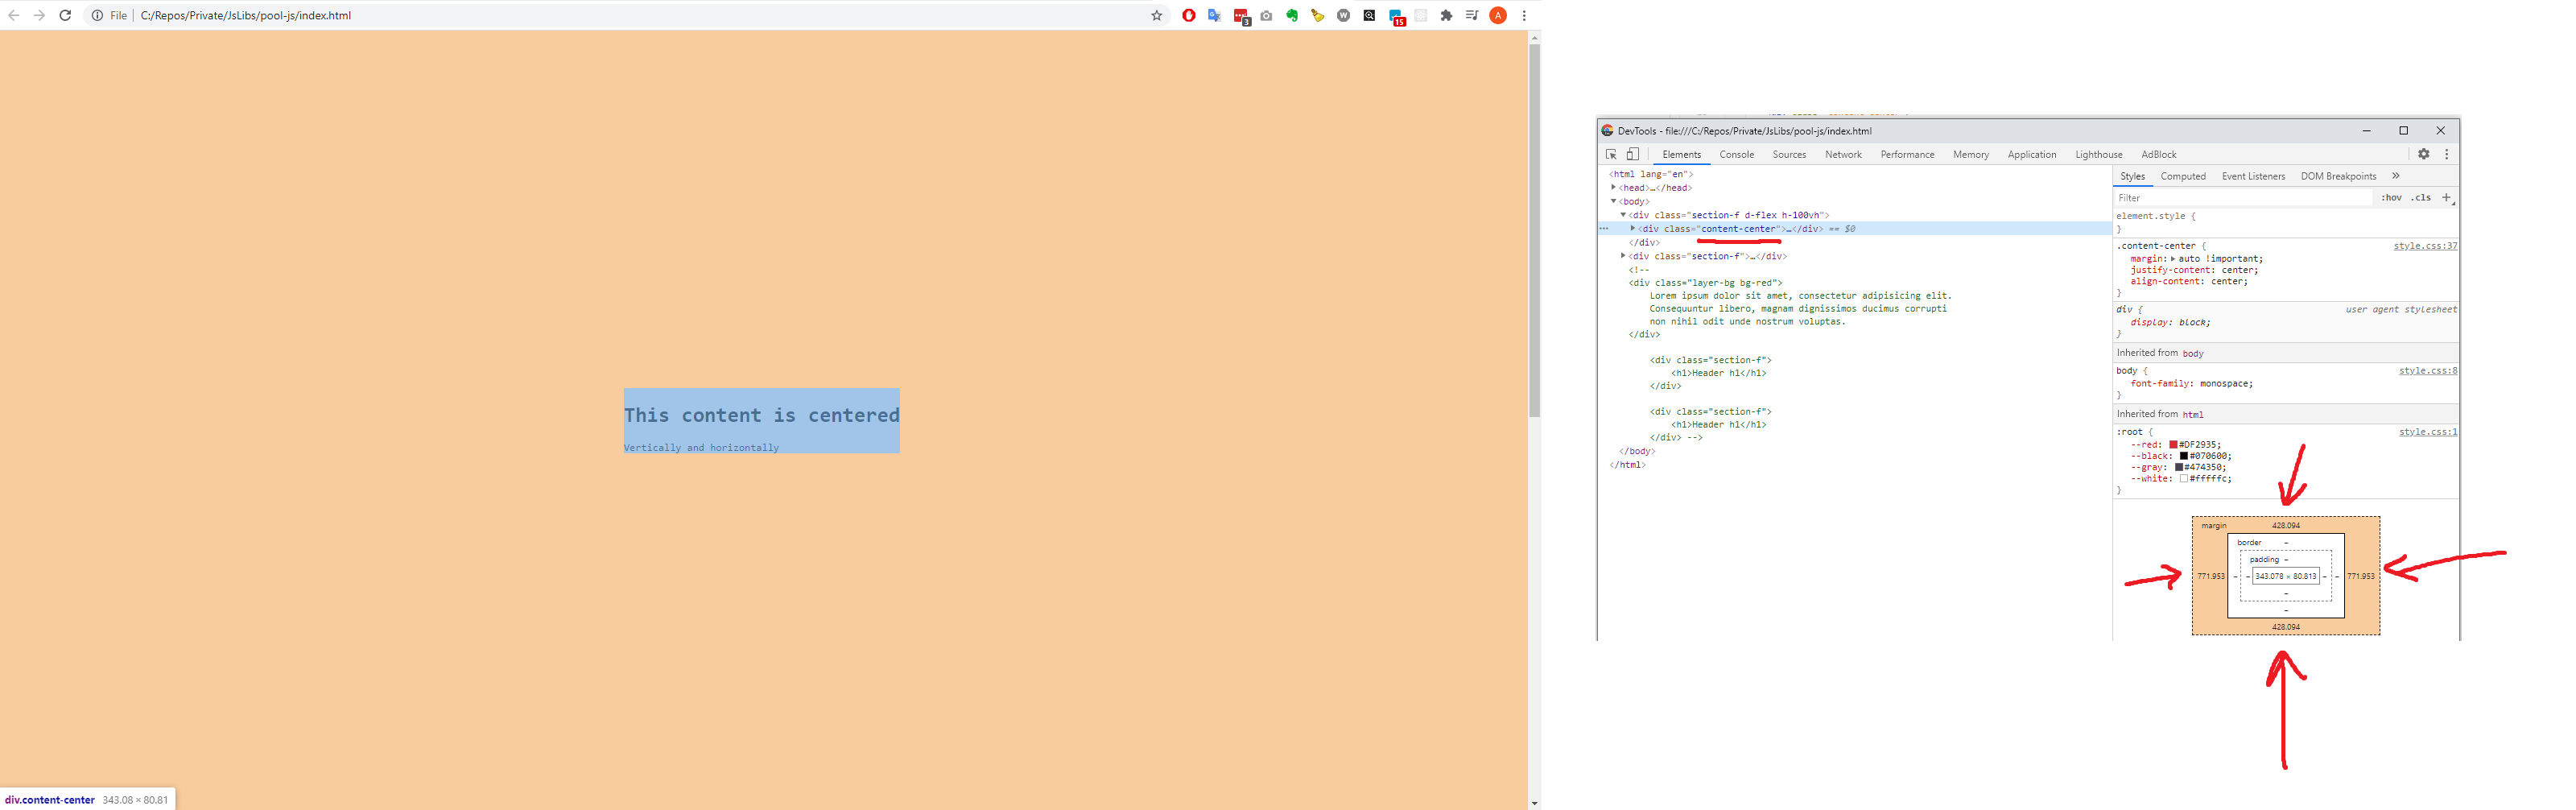 File | C:/Repos/Private/JsLibs/pool-js/index.html
3
W
15
A
This content is centered
Vertically and horizontally
div.content-center 343.08 × 80.81
DevTools - file:///C:/Repos/Private/JsLibs/pool-js/index.html
Elements Console Sources Network Performance Memory Application Lighthouse AdBlock
<html lang="en">
<head>…</head>
<body>
<div class="section-f d-flex h-100vh">
<div class="content-center">…</div> == $0
</div>
<div class="section-f">…</div>
<!--
<div class="layer-bg bg-red">
Lorem ipsum dolor sit amet, consectetur adipisicing elit.
Consequuntur libero, magnam dignissimos ducimus corrupti
non nihil odit unde nostrum voluptas.
</div>
<div class="section-f">
<h1>Header h1</h1>
</div>
<div class="section-f">
<h1>Header h1</h1>
</div> -->
</body>
</html>
Styles Computed Event Listeners DOM Breakpoints »
Filter :hov .cls +
element.style {
}
.content-center { style.css:37
margin: auto !important;
justify-content: center;
align-content: center;
}
div { user agent stylesheet
display: block;
}
Inherited from body
body { style.css:8
font-family: monospace;
}
Inherited from html
:root { style.css:1
--red: #DF2935;
--black: #070600;
--gray: #474350;
--white: #fffffc;
}
margin 428.094
border –
padding –
771.953 – – 343.078 × 80.813 – – 771.953
–
–
428.094